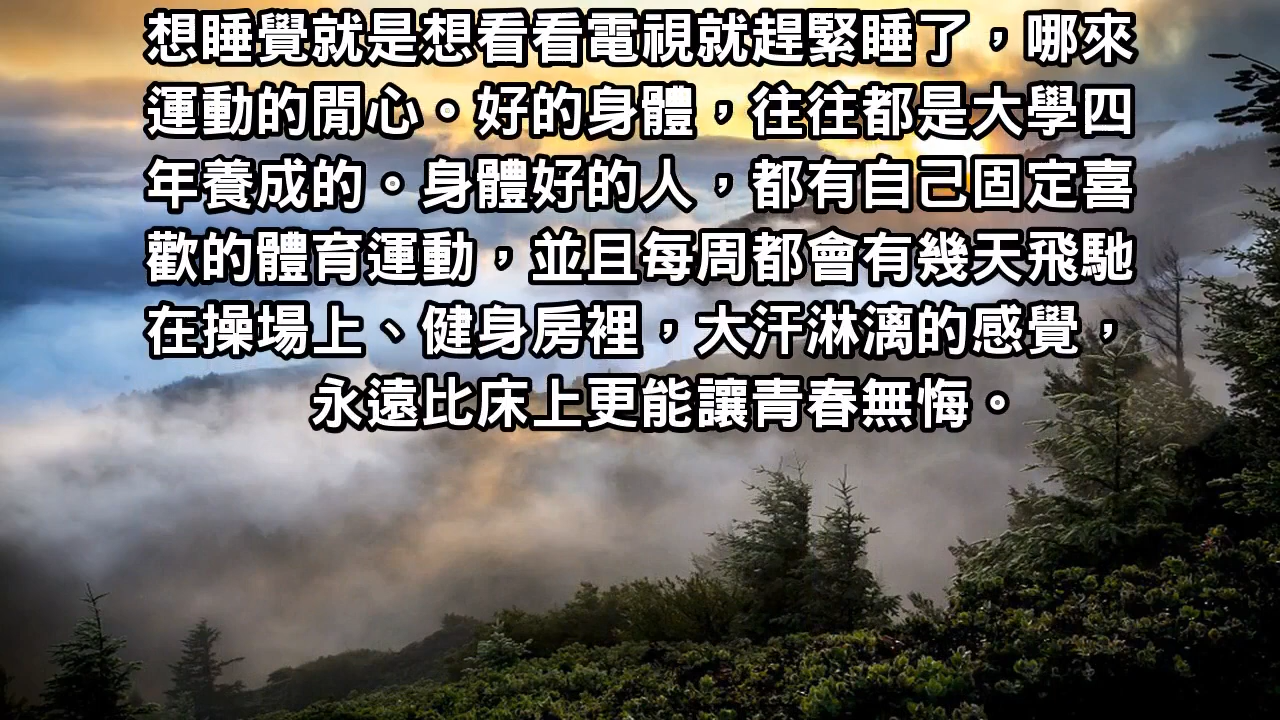 想睡覺就是想看看電視就趕緊睡了，哪來
運動的閒心。好的身體，往往都是大學四
年養成的。身體好的人，都有自己固定喜
歡的體育運動，並且每周都會有幾天飛馳
在操場上、健身房裡，大汗淋漓的感覺，
永遠比床上更能讓青春無悔。